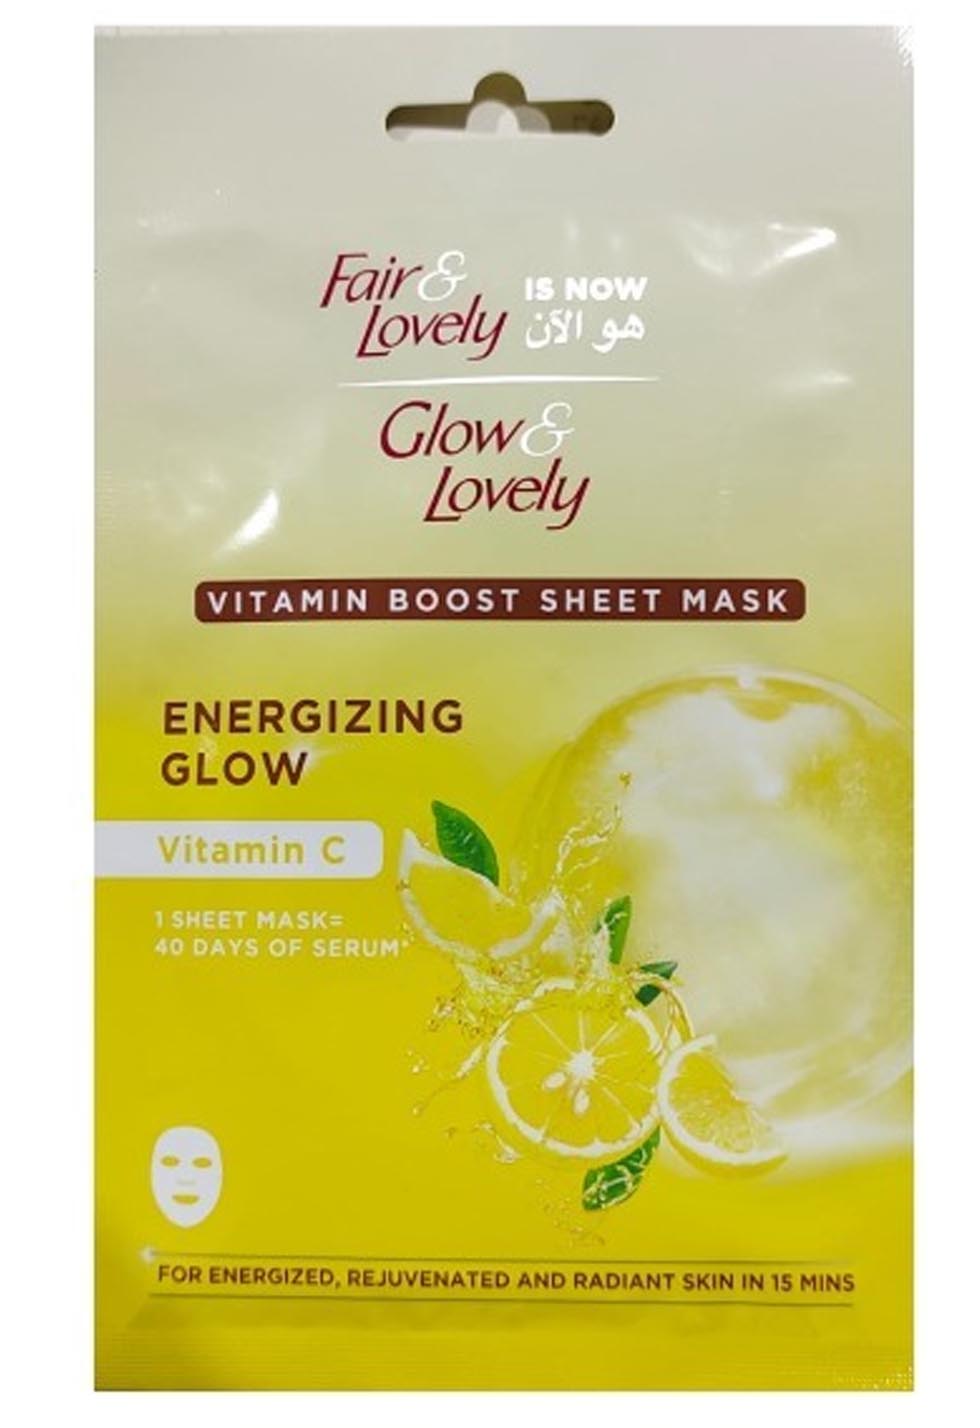 Fair &
Lovely
IS NOW
هو الآن
Glow &
Lovely
VITAMIN BOOST SHEET MASK
ENERGIZING
GLOW
Vitamin C
1 SHEET MASK=
40 DAYS OF SERUM*
FOR ENERGIZED, REJUVENATED AND RADIANT SKIN IN 15 MINS